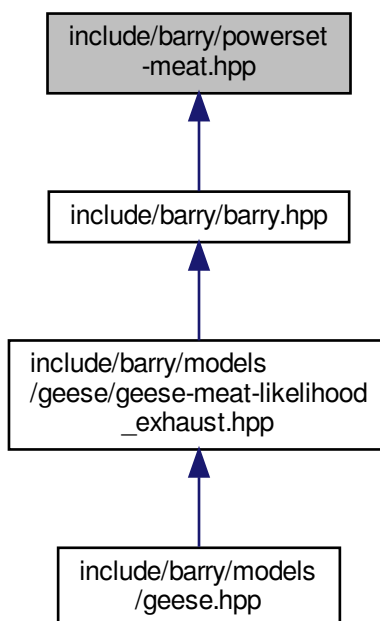 include/barry/powerset
-meat.hpp
include/barry/barry.hpp
include/barry/models
/geese/geese-meat-likelihood
_exhaust.hpp
include/barry/models
/geese.hpp